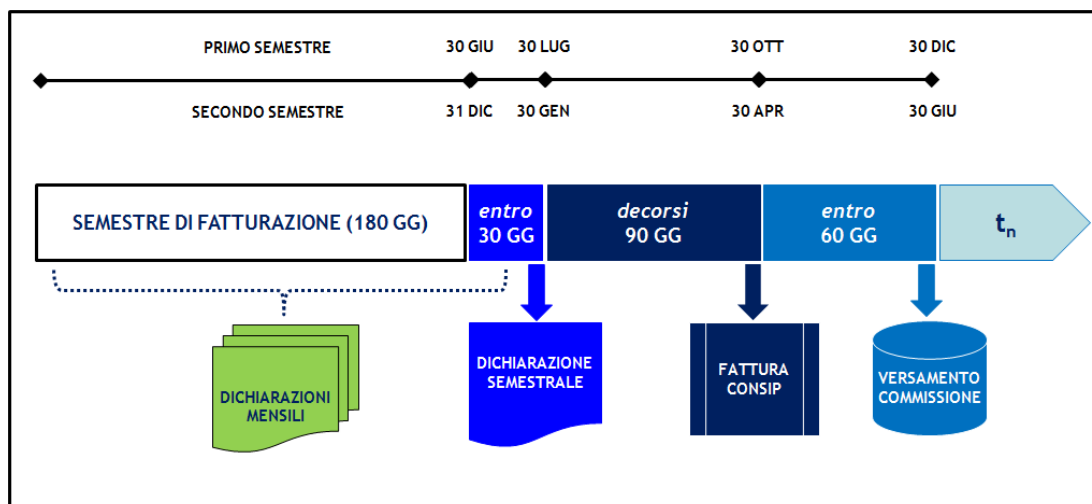 PRIMO SEMESTRE
30 GIU
30 LUG
30 OTT
30 DIC
SECONDO SEMESTRE
31 DIC
30 GEN
30 APR
30 GIU
SEMESTRE DI FATTURAZIONE (180 GG)
entro
30 GG
decorsi
90 GG
entro
60 GG
tn
DICHIARAZIONI
MENSILI
DICHIARAZIONE
SEMESTRALE
FATTURA
CONSIP
VERSAMENTO
COMMISSIONE